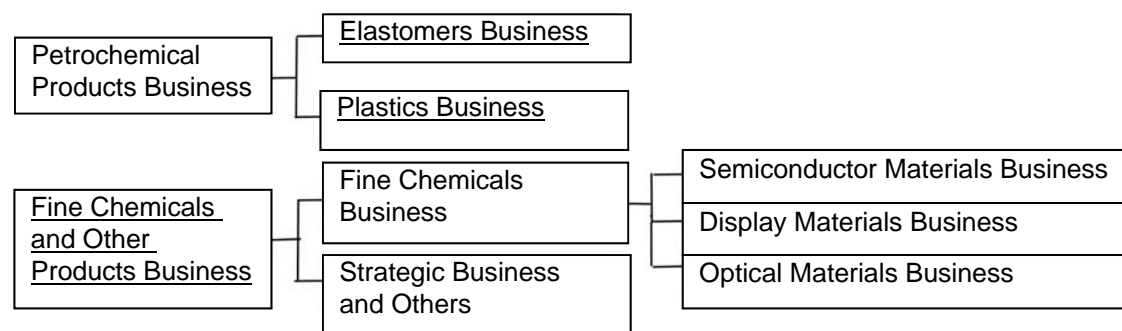 Petrochemical
Products Business
Elastomers Business
Plastics Business
Fine Chemicals
and Other
Products Business
Fine Chemicals
Business
Strategic Business
and Others
Semiconductor Materials Business
Display Materials Business
Optical Materials Business